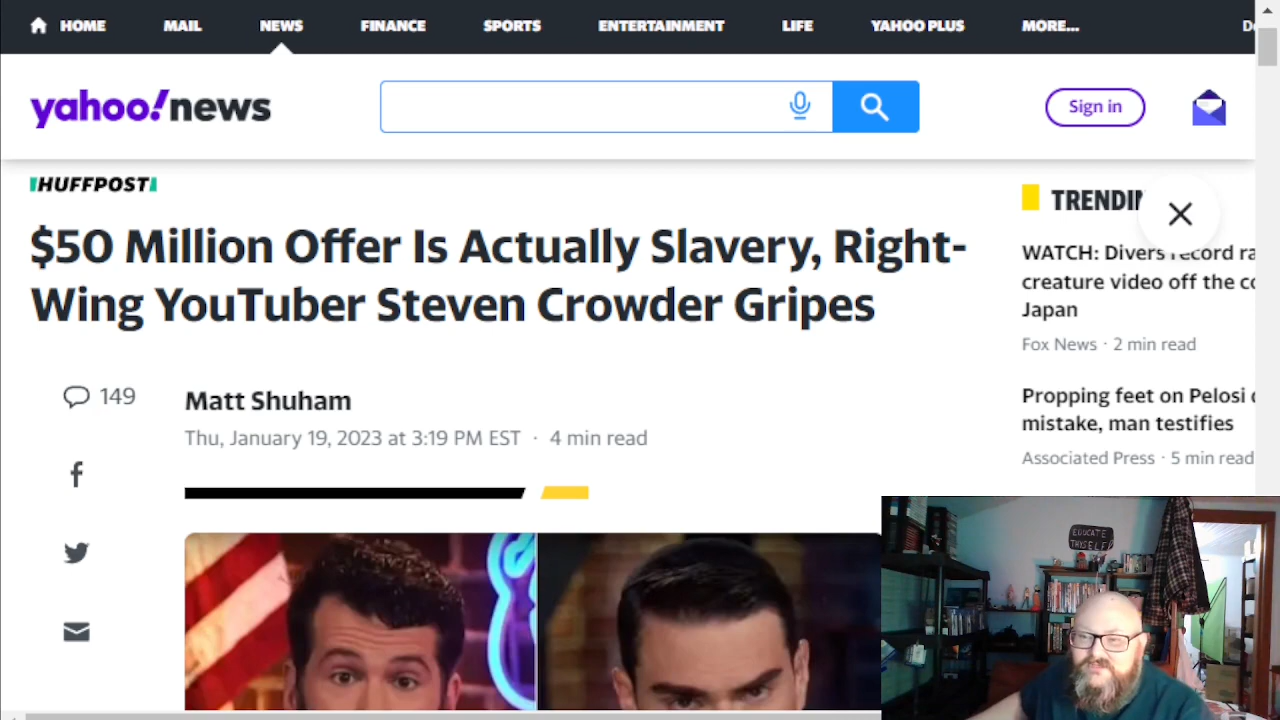 HOME MAIL NEWS FINANCE SPORTS ENTERTAINMENT LIFE YAHOO PLUS MORE...
yahoo!news
Sign in
HUFFPOST
$50 Million Offer Is Actually Slavery, Right-
Wing YouTuber Steven Crowder Gripes
149
Matt Shuham
Thu, January 19, 2023 at 3:19 PM EST · 4 min read
WATCH: Divers record
creature video off the
Japan
Fox News · 2 min read
Propping feet on Pelosi
mistake, man testifies
Associated Press · 5 min read
EDUCATE
THYSELF